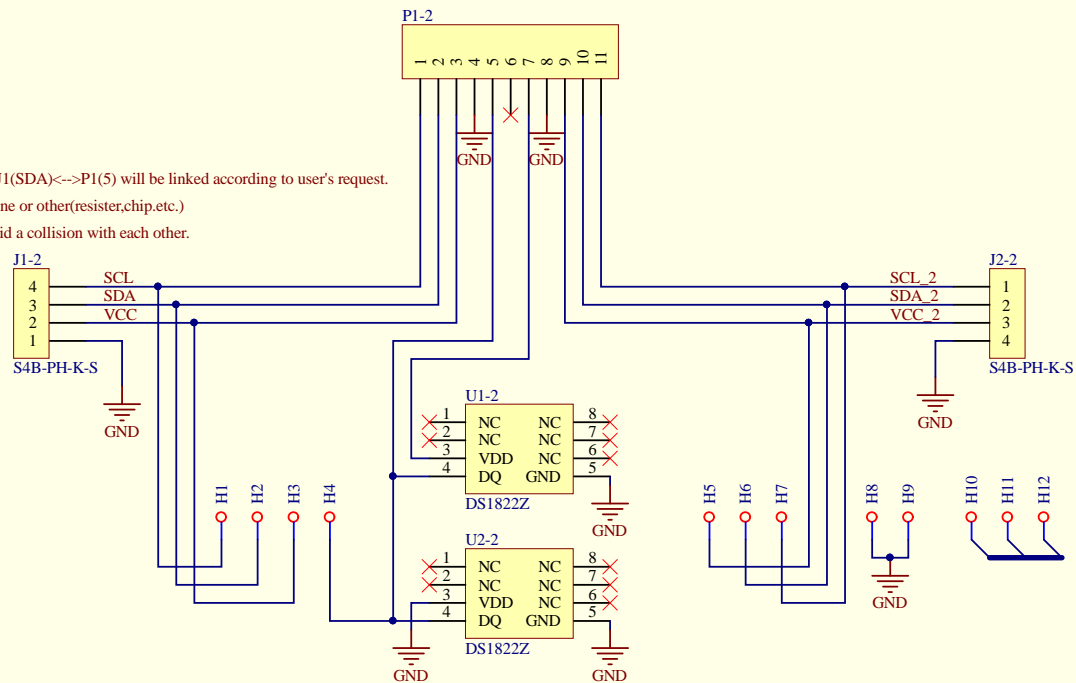 P1-2
1 2 3 4 5 6 7 8 9 10 11
GND GND
1(SDA)<-->P1(5) will be linked according to user's request.
ne or other(resister,chip.etc.)
id a collision with each other.
J1-2
4 SCL
3 SDA
2 VCC
1
S4B-PH-K-S
GND
J2-2
SCL_2 1
SDA_2 2
VCC_2 3
4
S4B-PH-K-S
GND
U1-2
1 NC NC 8
2 NC NC 7
3 VDD NC 6
4 DQ GND 5
DS1822Z
GND
H1 H2 H3 H4
H5 H6 H7 H8 H9 H10 H11 H12
U2-2
1 NC NC 8
2 NC NC 7
3 VDD NC 6
4 DQ GND 5
DS1822Z
GND GND
GND